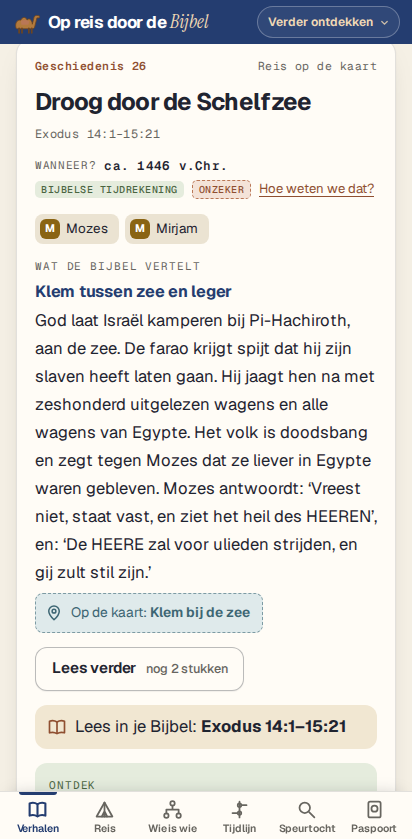 Op reis door de Bijbel
Verder ontdekken
Geschiedenis 26
Reis op de kaart
Droog door de Schelfzee
Exodus 14:1–15:21
WANNEER? ca. 1446 v.Chr.
BIJBELSE TIJDREKENING ONZEKER Hoe weten we dat?
M Mozes M Mirjam
WAT DE BIJBEL VERTELT
Klem tussen zee en leger
God laat Israël kamperen bij Pi-Hachiroth,
aan de zee. De farao krijgt spijt dat hij zijn
slaven heeft laten gaan. Hij jaagt hen na met
zeshonderd uitgelezen wagens en alle
wagens van Egypte. Het volk is doodsbang
en zegt tegen Mozes dat ze liever in Egypte
waren gebleven. Mozes antwoordt: ‘Vreest
niet, staat vast, en ziet het heil des HEEREN’,
en: ‘De HEERE zal voor ulieden strijden, en
gij zult stil zijn.’
Op de kaart: Klem bij de zee
Lees verder nog 2 stukken
Lees in je Bijbel: Exodus 14:1–15:21
ONTDEK
Verhalen Reis Wie is wie Tijdlijn Speurtocht Paspoort